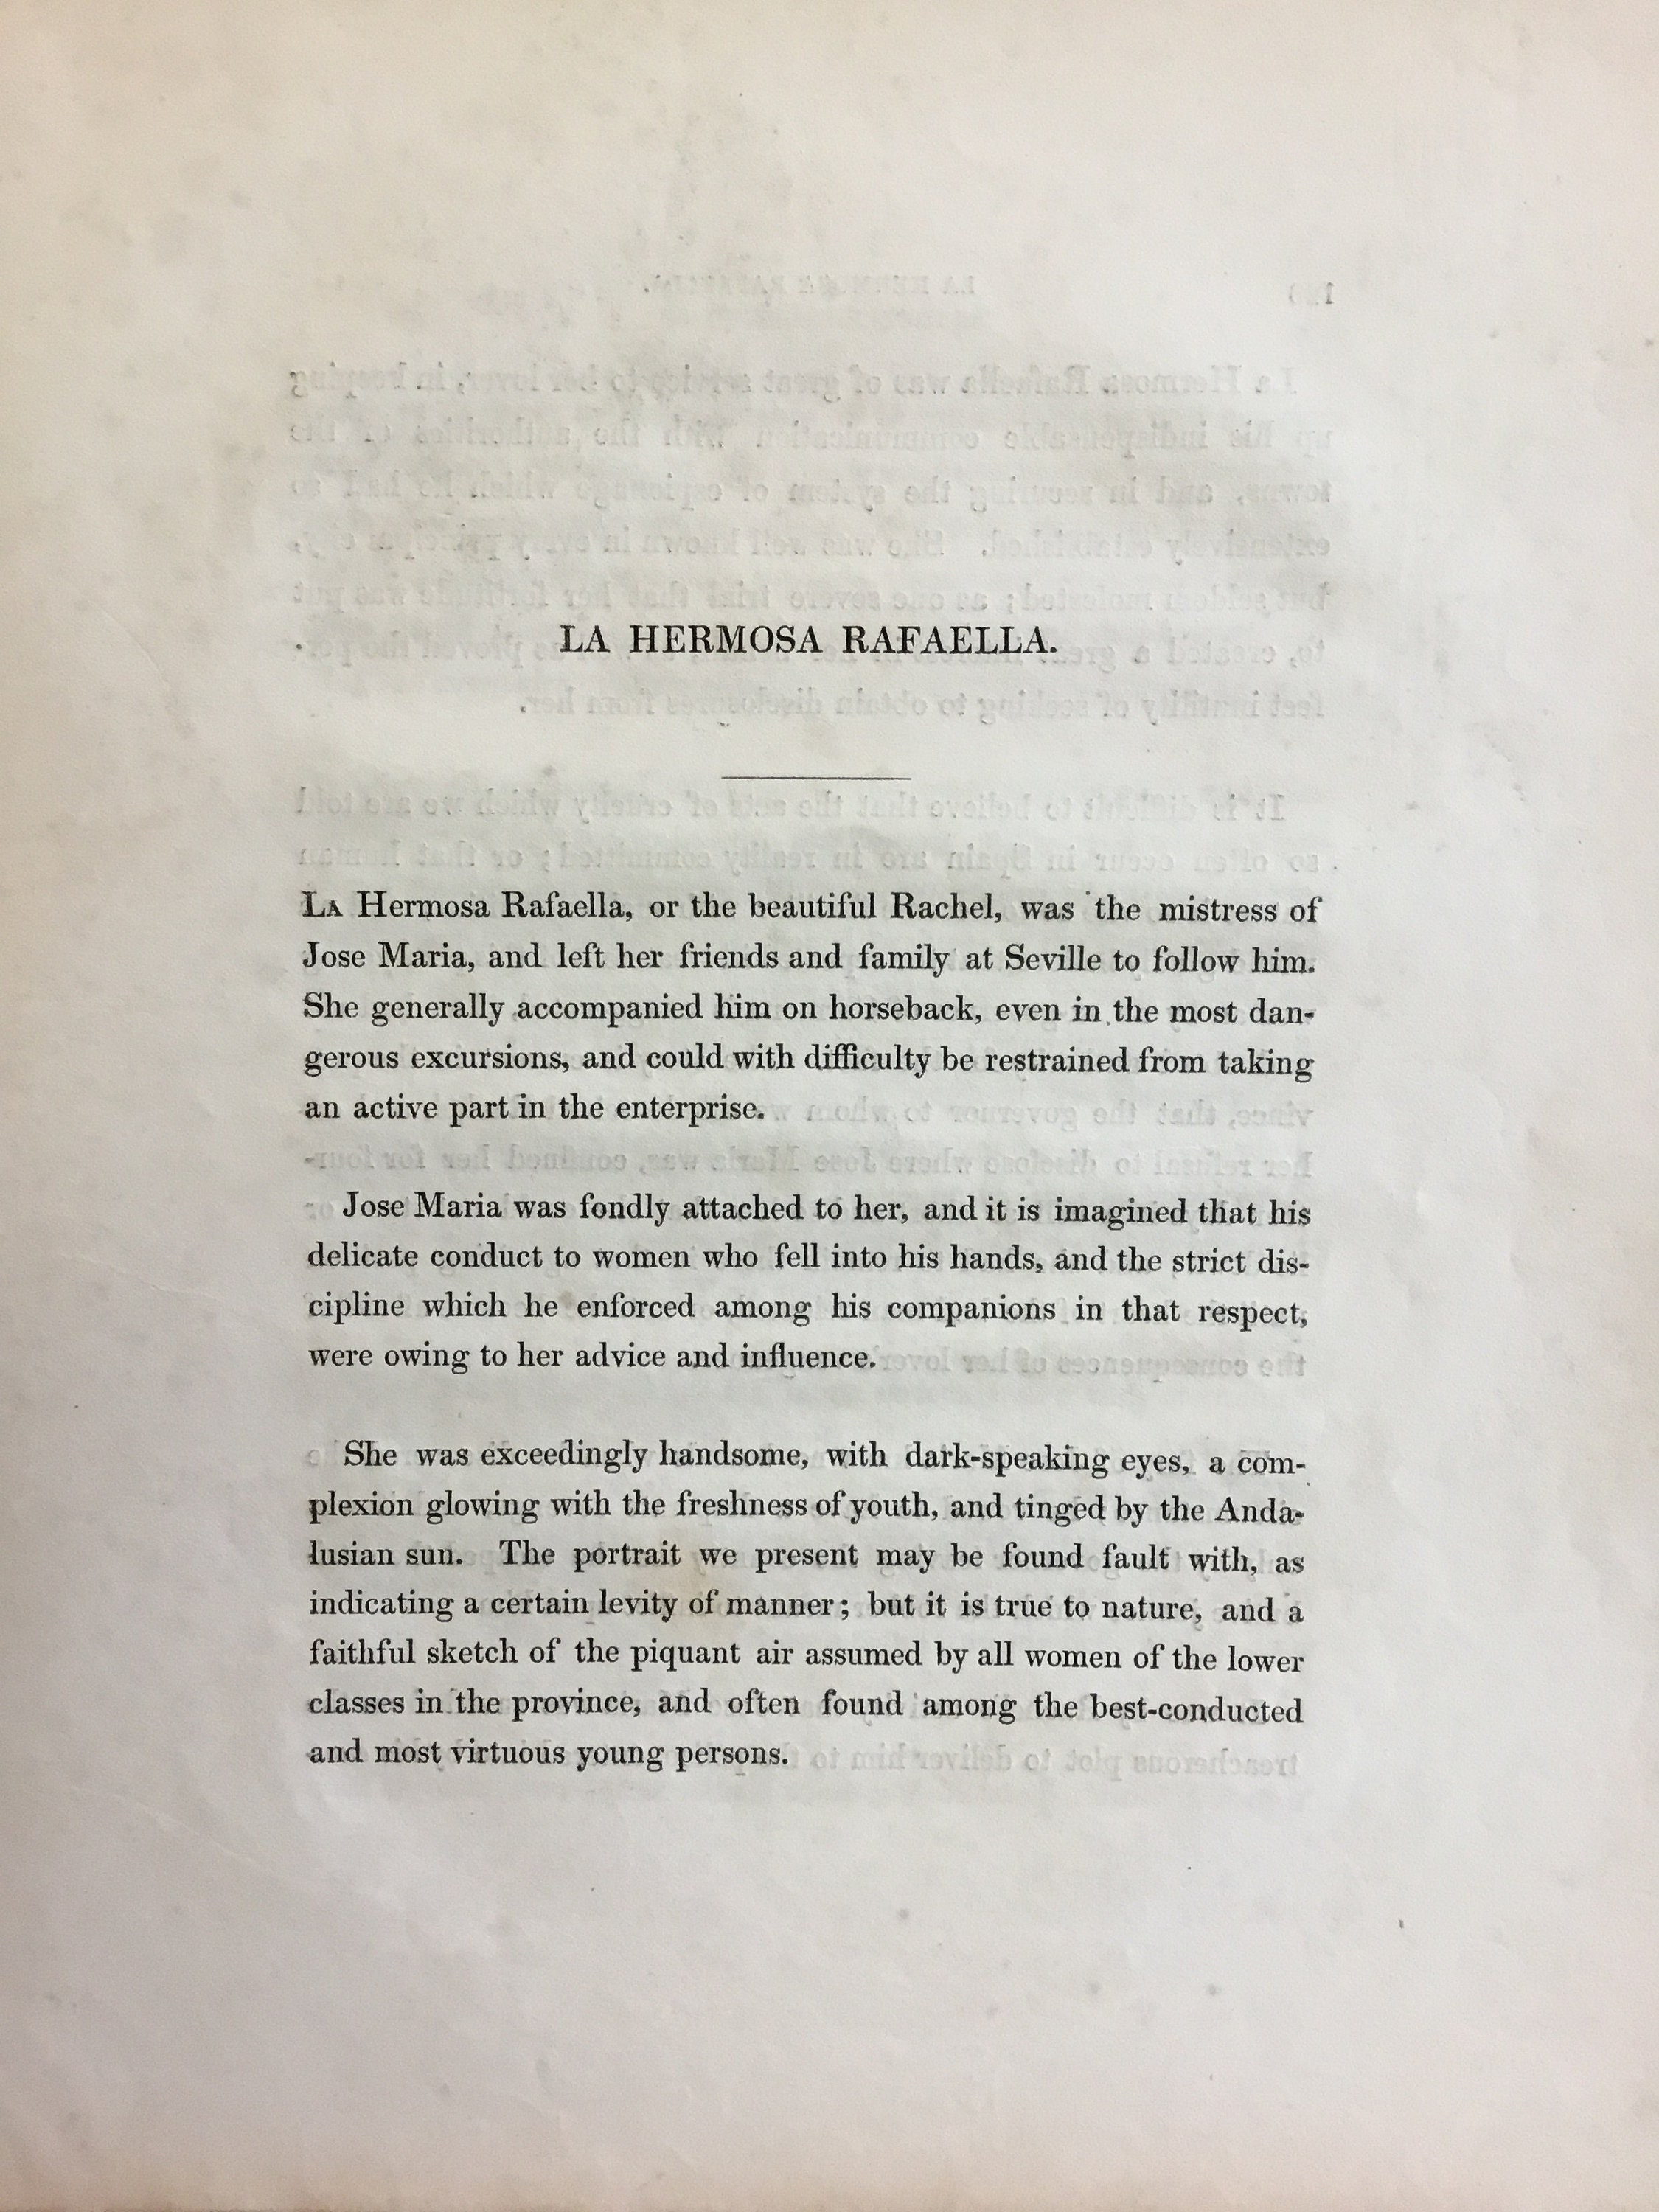 LA HERMOSA RAFAELLA.
LA Hermosa Rafaella, or the beautiful Rachel, was the mistress of
Jose Maria, and left her friends and family at Seville to follow him.
She generally accompanied him on horseback, even in the most dan-
gerous excursions, and could with difficulty be restrained from taking
an active part in the enterprise.
Jose Maria was fondly attached to her, and it is imagined that his
delicate conduct to women who fell into his hands, and the strict dis-
cipline which he enforced among his companions in that respect,
were owing to her advice and influence.
She was exceedingly handsome, with dark-speaking eyes, a com-
plexion glowing with the freshness of youth, and tinged by the Anda-
lusian sun. The portrait we present may be found fault with, as
indicating a certain levity of manner; but it is true to nature, and a
faithful sketch of the piquant air assumed by all women of the lower
classes in the province, and often found among the best-conducted
and most virtuous young persons.